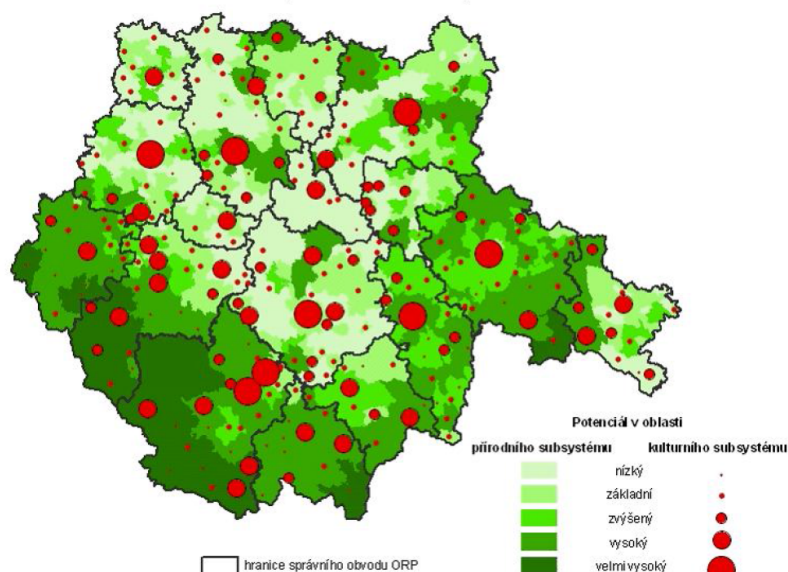 Potenciál v oblasti
přírodního subsystému kulturního subsystému
nízký
základní
zvýšený
vysoký
velmi vysoký
hranice správního obvodu ORP